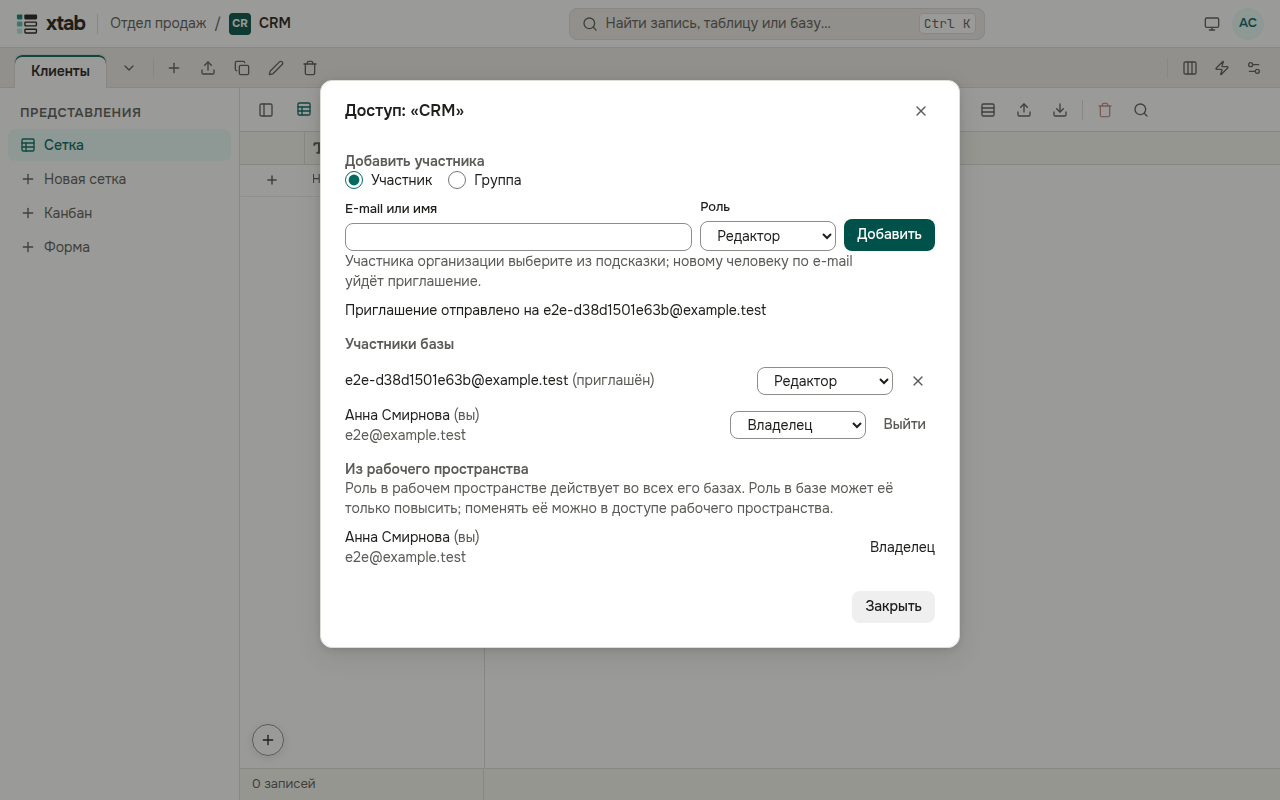 xtab
Отдел продаж / CR CRM
Найти запись, таблицу или базу... Ctrl K
АС
Клиенты
ПРЕДСТАВЛЕНИЯ
Сетка
Новая сетка
Канбан
Форма
Доступ: «CRM»
Добавить участника
Участник Группа
E-mail или имя
Роль
Редактор
Добавить
Участника организации выберите из подсказки; новому человеку по e-mail
уйдёт приглашение.
Приглашение отправлено на e2e-d38d1501e63b@example.test
Участники базы
e2e-d38d1501e63b@example.test (приглашён)
Редактор
Анна Смирнова (вы)
e2e@example.test
Владелец
Выйти
Из рабочего пространства
Роль в рабочем пространстве действует во всех его базах. Роль в базе может её
только повысить; поменять её можно в доступе рабочего пространства.
Анна Смирнова (вы)
e2e@example.test
Владелец
Закрыть
0 записей